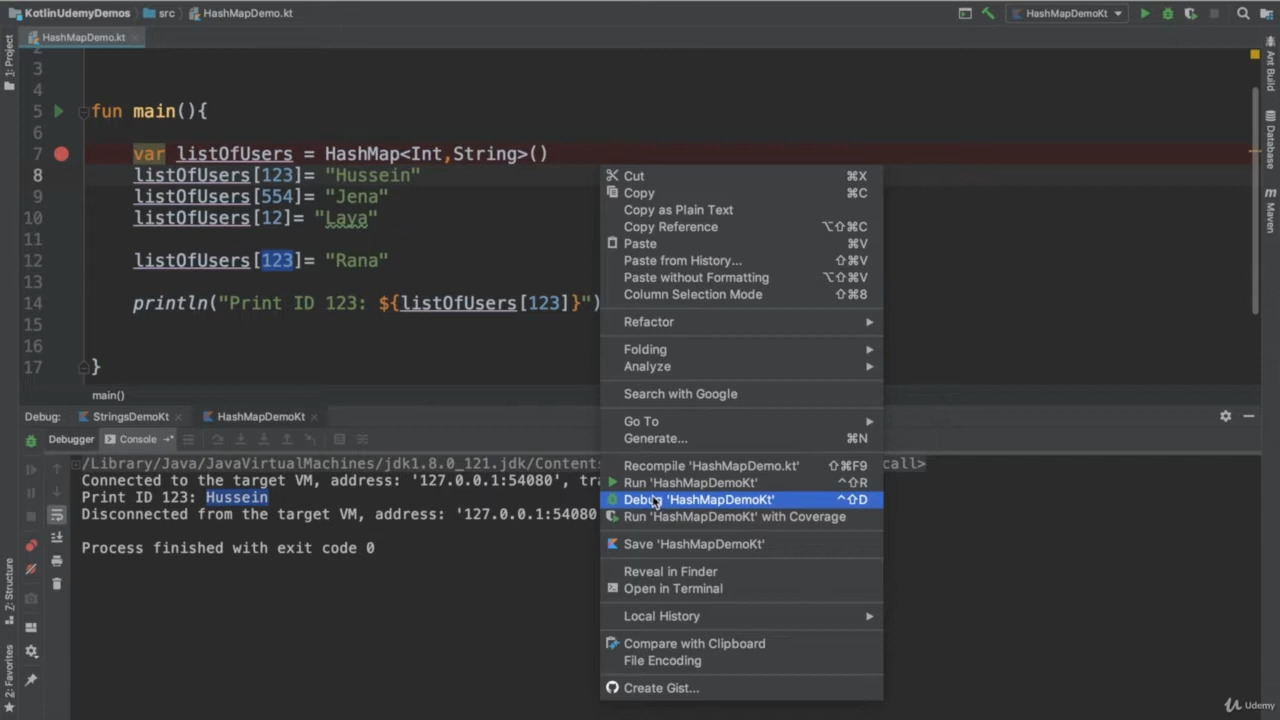 KotlinUdemyDemos src HashMapDemo.kt HashMapDemoKt
HashMapDemo.kt
1: Project
Ant Build
Database
Maven
2
3
4
5 fun main(){
6
7 var listOfUsers = HashMap<Int,String>()
8 listOfUsers[123]= "Hussein"
9 listOfUsers[554]= "Jena"
10 listOfUsers[12]= "Laya"
11
12 listOfUsers[123]= "Rana"
13
14 println("Print ID 123: ${listOfUsers[123]}")
15
16
17 }
main()
Cut ⌘X
Copy ⌘C
Copy as Plain Text
Copy Reference ⌥⇧⌘C
Paste ⌘V
Paste from History... ⇧⌘V
Paste without Formatting ⌥⇧⌘V
Column Selection Mode ⇧⌘8
Refactor
Folding
Analyze
Search with Google
Go To
Generate... ⌘N
Recompile 'HashMapDemo.kt' ⇧⌘F9
Run 'HashMapDemoKt' ^⇧R
Debug 'HashMapDemoKt' ^⇧D
Run 'HashMapDemoKt' with Coverage
Save 'HashMapDemoKt'
Reveal in Finder
Open in Terminal
Local History
Compare with Clipboard
File Encoding
Create Gist...
Debug: StringsDemoKt HashMapDemoKt
Debugger Console
/Library/Java/JavaVirtualMachines/jdk1.8.0_121.jdk/Contents call>
Connected to the target VM, address: '127.0.0.1:54080', tra
Print ID 123: Hussein
Disconnected from the target VM, address: '127.0.0.1:54080
Process finished with exit code 0
Z: Structure
2: Favorites
Udemy